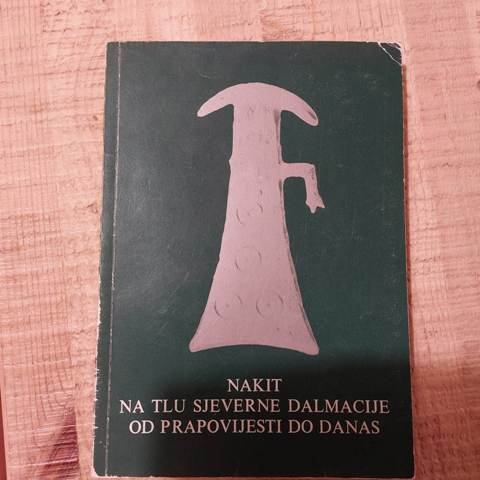 NAKIT
NA TLU SJEVERNE DALMACIJE
OD PRAPOVIJESTI DO DANAS